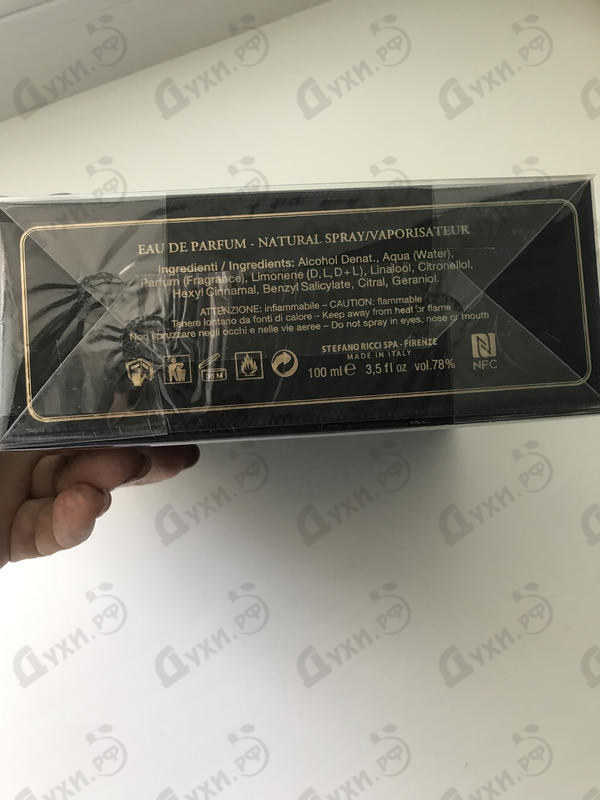 EAU DE PARFUM - NATURAL SPRAY/VAPORISATEUR
Ingredienti / Ingredients: Alcohol Denat., Aqua (Water),
Parfum (Fragrance), Limonene (D, L, D+L), Linalool, Citronellol,
Hexyl Cinnamal, Benzyl Salicylate, Citral, Geraniol.
ATTENZIONE: infiammabile – CAUTION: flammable
Tenere lontano da fonti di calore – Keep away from heat or flame
Non spruzzare negli occhi e nelle vie aeree – Do not spray in eyes, nose or mouth
STEFANO RICCI SPA - FIRENZE
MADE IN ITALY
36 M
100 ml e 3,5 fl oz vol.78%
NFC
Духи.рф